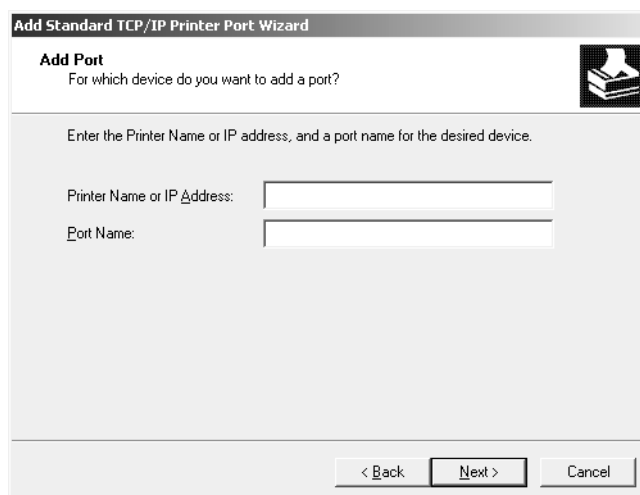 Add Standard TCP/IP Printer Port Wizard
Add Port
For which device do you want to add a port?
Enter the Printer Name or IP address, and a port name for the desired device.
Printer Name or IP Address:
Port Name:
< Back Next > Cancel